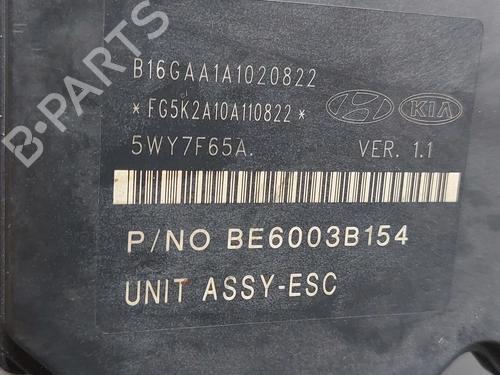 B-PARTS
B16GAA1A1020822
*FG5K2A10A110822*
KIA
5WY7F65A.
VER. 1.1
P/NO BE6003B154
UNIT ASSY-ESC